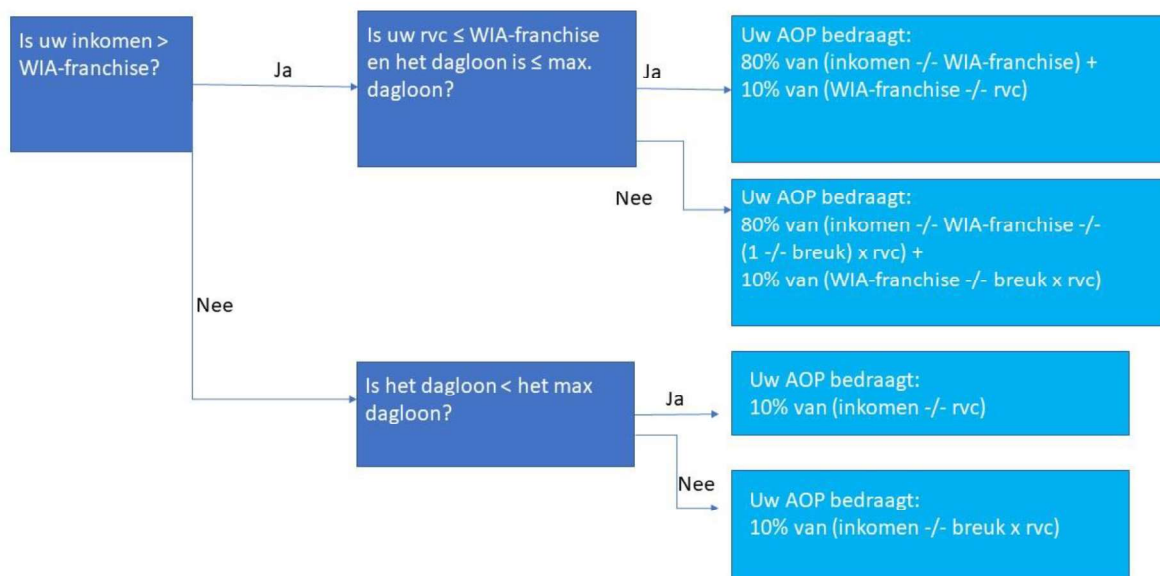 Is uw inkomen >
WIA-franchise?
Ja
Is uw rvc ≤ WIA-franchise
en het dagloon is ≤ max.
dagloon?
Ja
Uw AOP bedraagt:
80% van (inkomen -/- WIA-franchise) +
10% van (WIA-franchise -/- rvc)
Nee
Uw AOP bedraagt:
80% van (inkomen -/- WIA-franchise -/-
(1 -/- breuk) x rvc) +
10% van (WIA-franchise -/- breuk x rvc)
Nee
Is het dagloon < het max
dagloon?
Ja
Uw AOP bedraagt:
10% van (inkomen -/- rvc)
Nee
Uw AOP bedraagt:
10% van (inkomen -/- breuk x rvc)